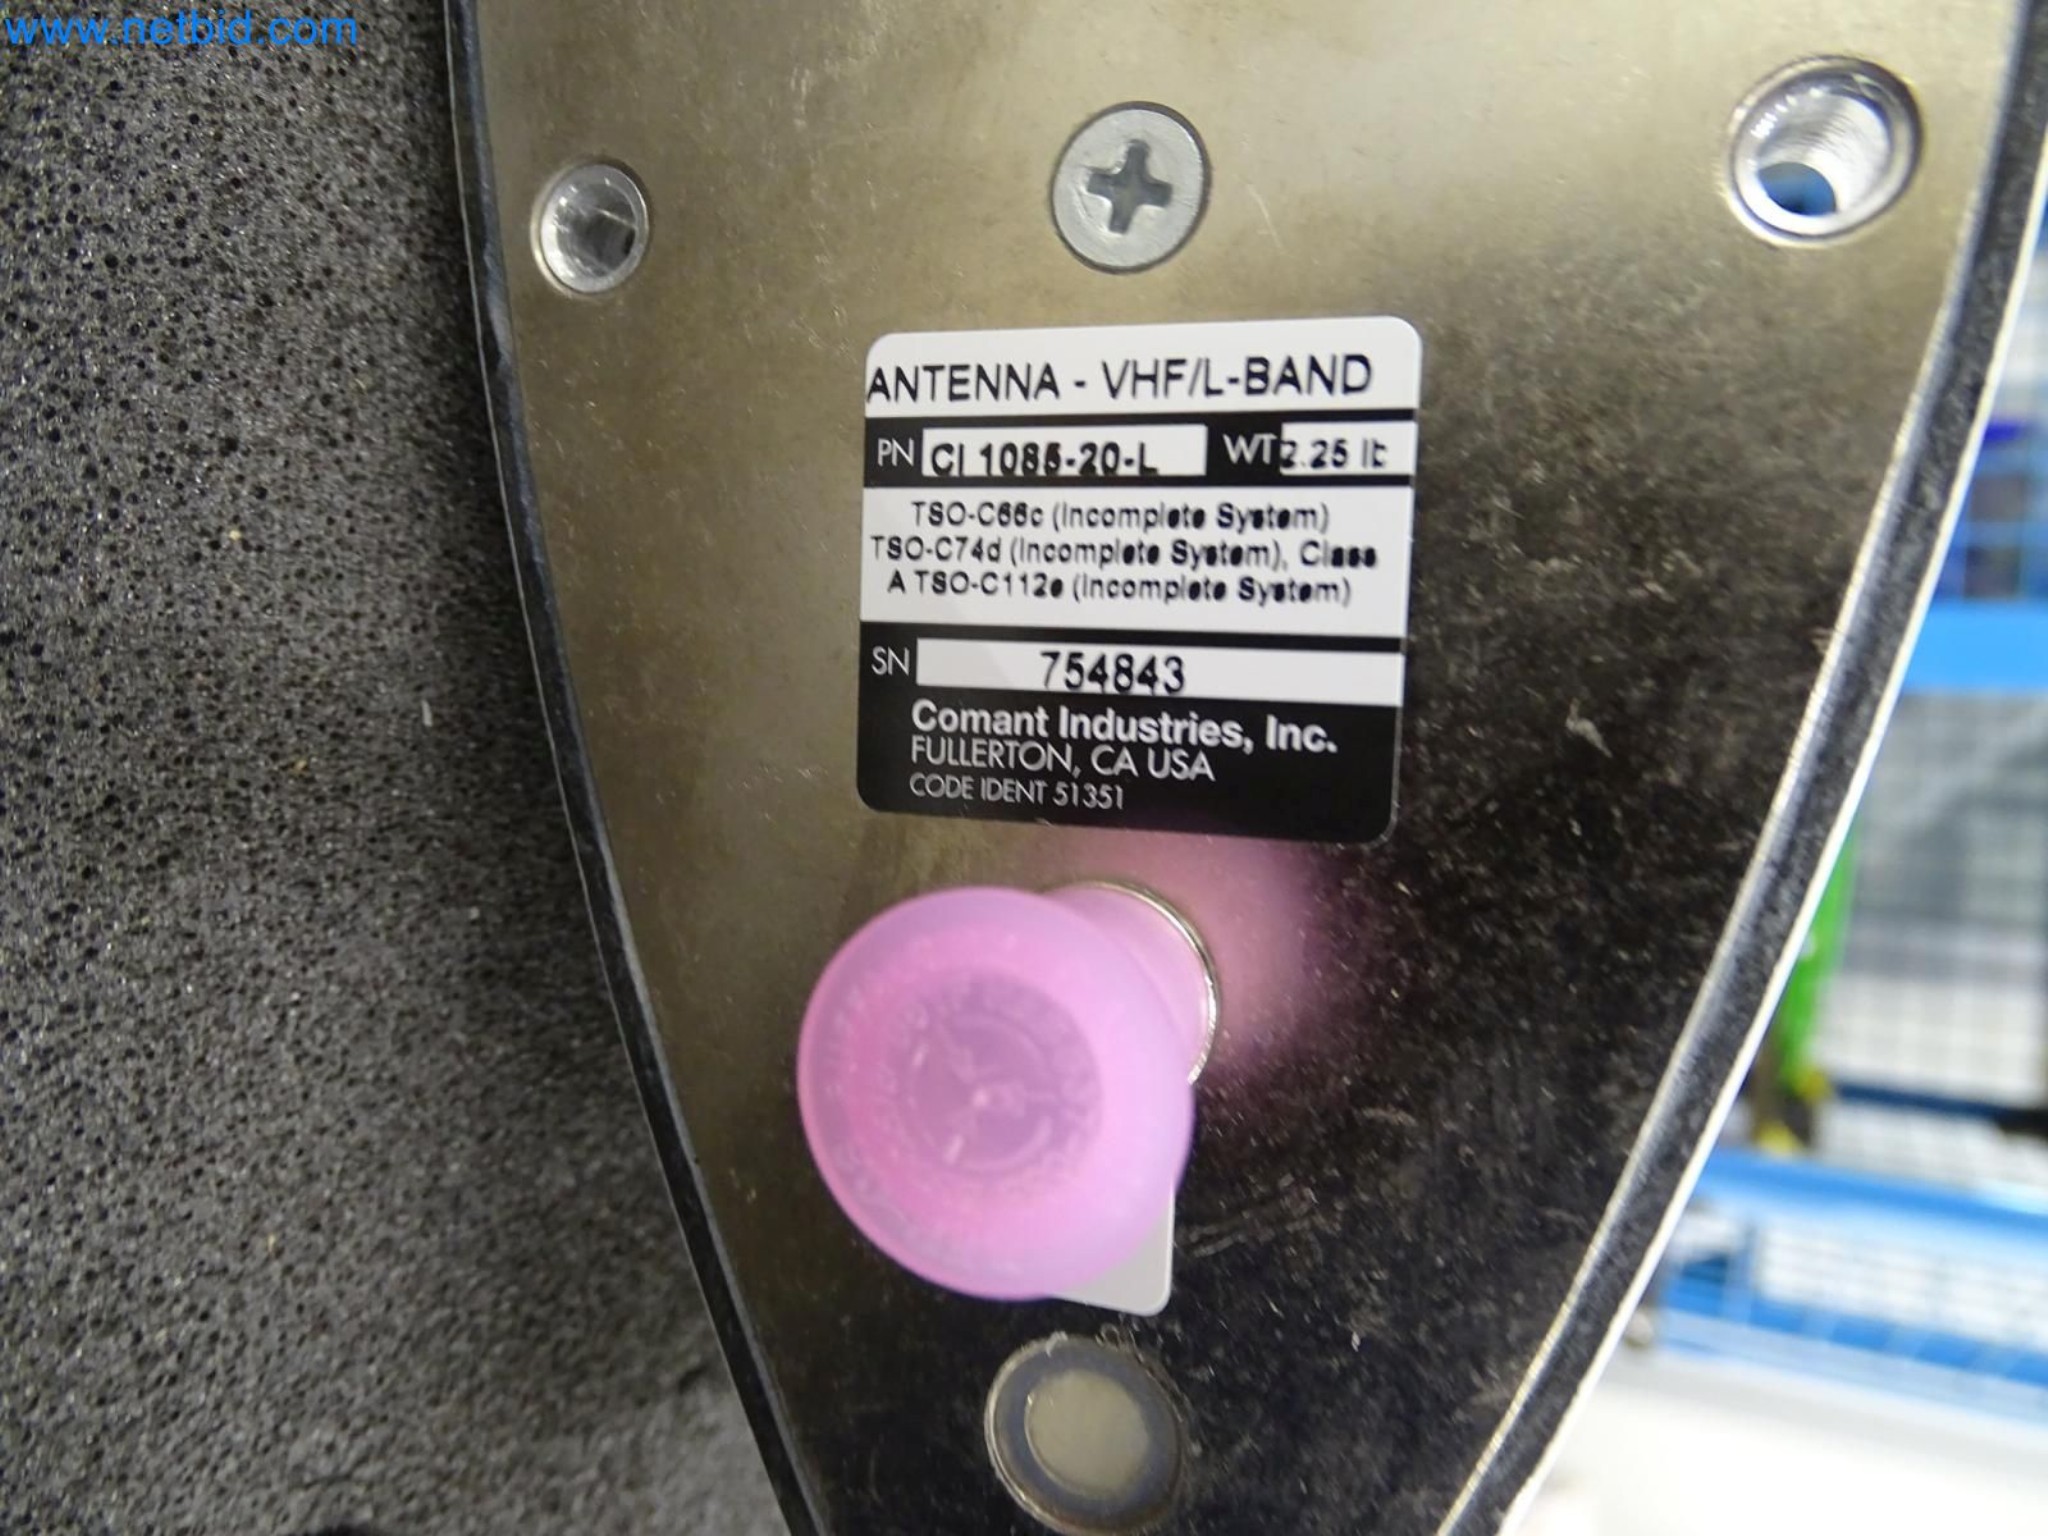 www.netbid.com
ANTENNA - VHF/L-BAND
PN CI 1085-20-L WT 2.25 lb
TSO-C66c (Incomplete System)
TSO-C74d (Incomplete System), Class
A TSO-C112e (Incomplete System)
SN 754843
Comant Industries, Inc.
FULLERTON, CA USA
CODE IDENT 51351